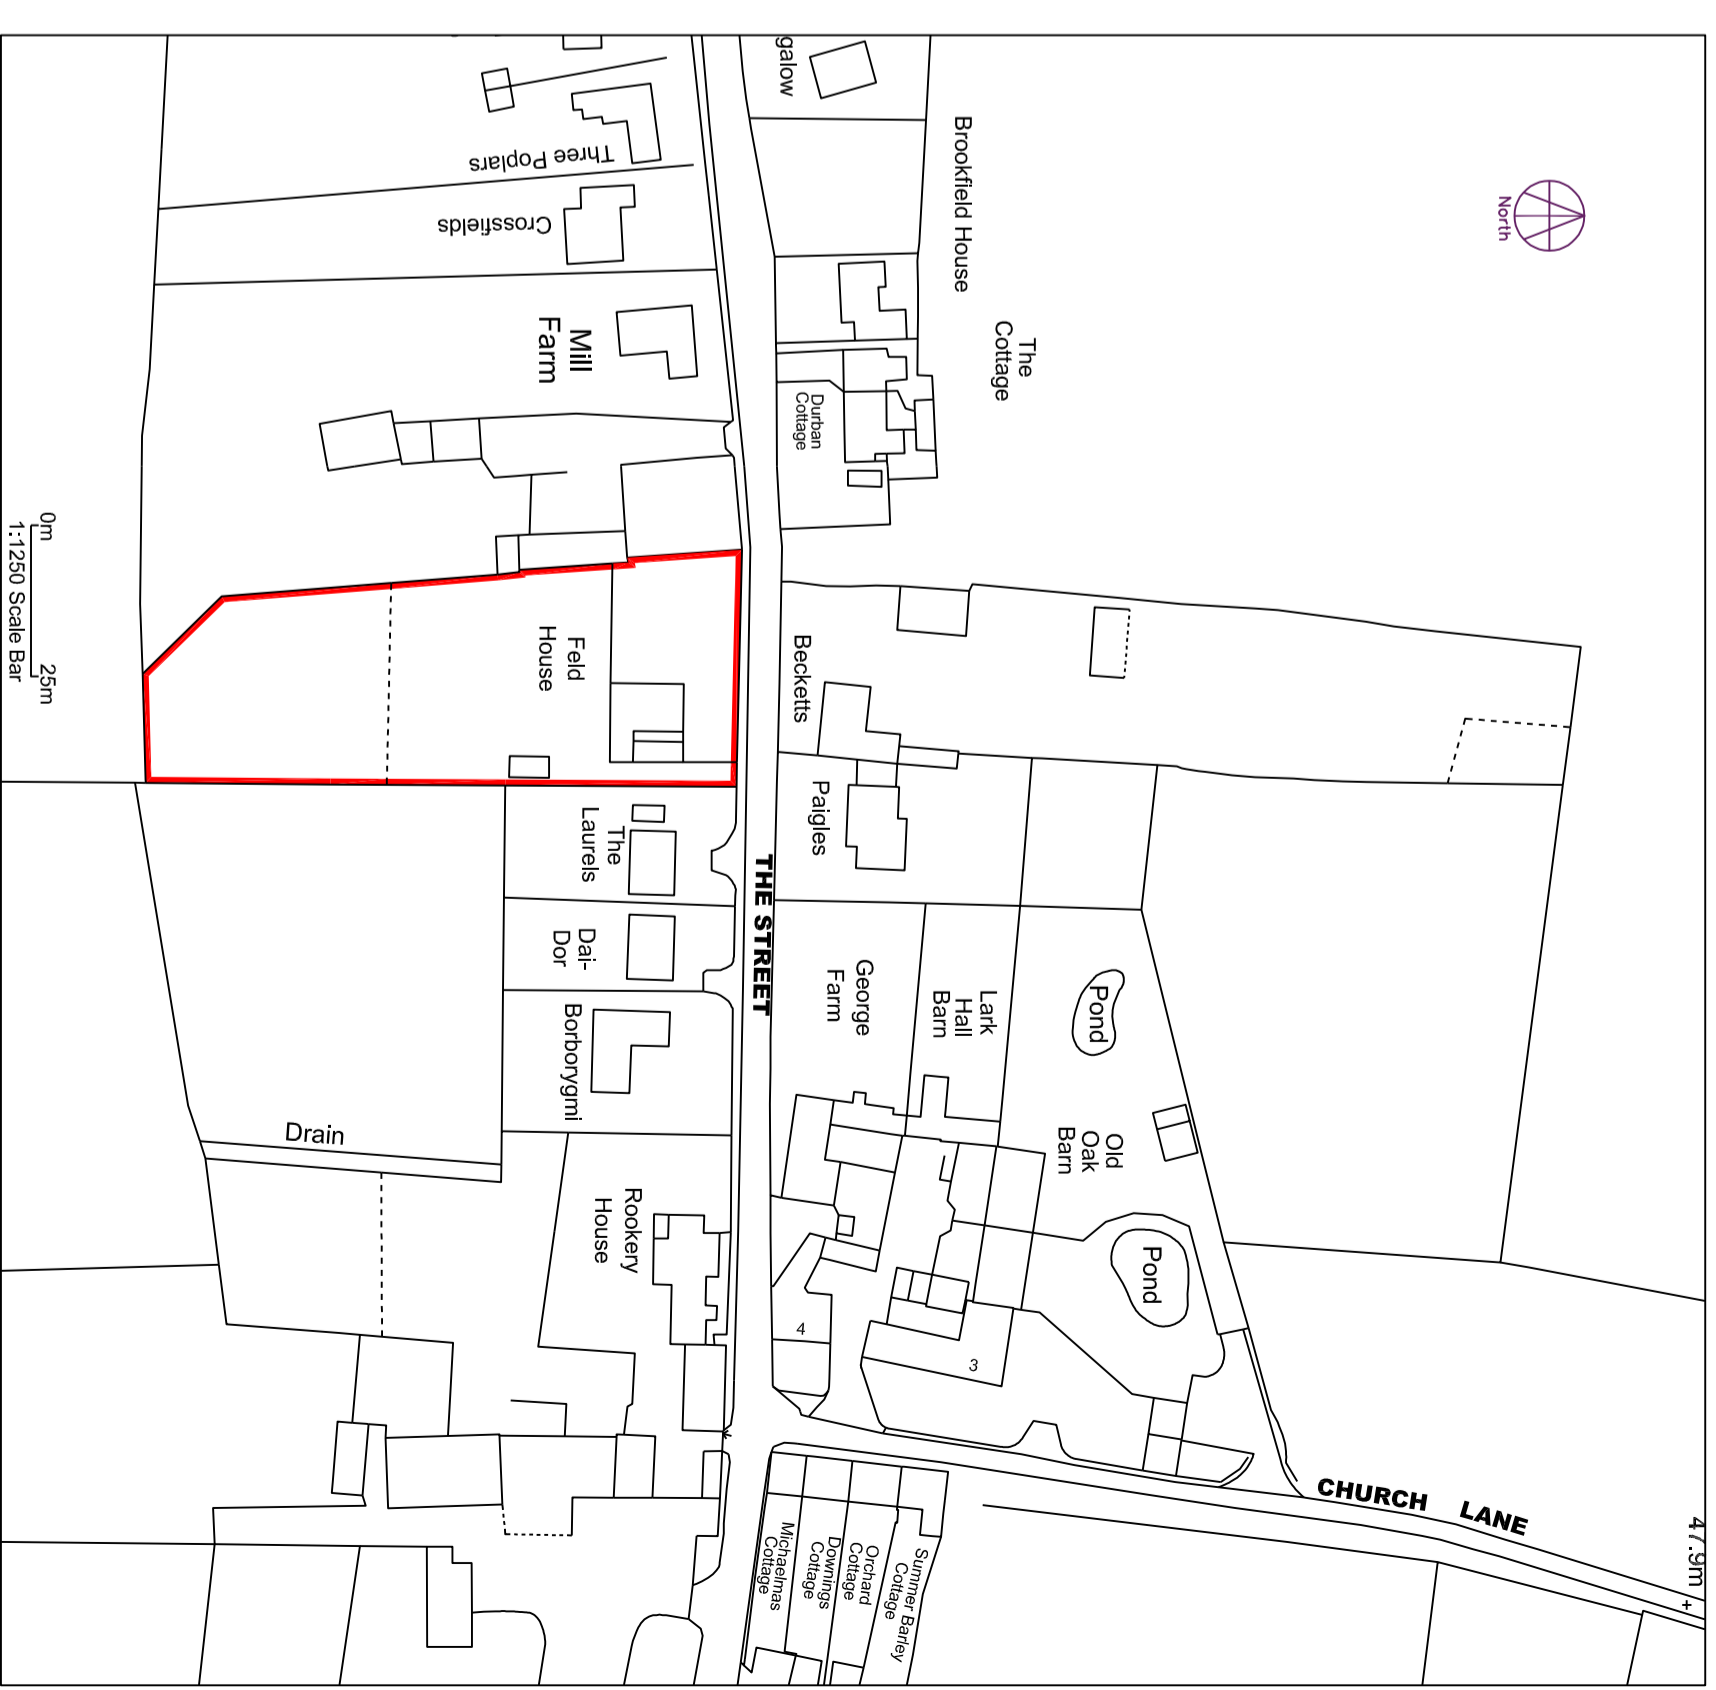 galow
Brookfield House
North
Three Poplars
Crossfields
The
Cottage
Mill
Farm
Durban
Cottage
0m
25m
1:1250 Scale Bar
Feld
House
Becketts
Paigles
The
Laurels
THE STREET
Dai-
Dor
George
Farm
Lark
Hall
Barn
Pond
Borborygmi
Drain
Old
Oak
Barn
Rookery
House
Pond
4
3
CHURCH LANE
47.9m
+
Michaelmas
Cottage
Downings
Cottage
Orchard
Cottage
Summer Barley
Cottage